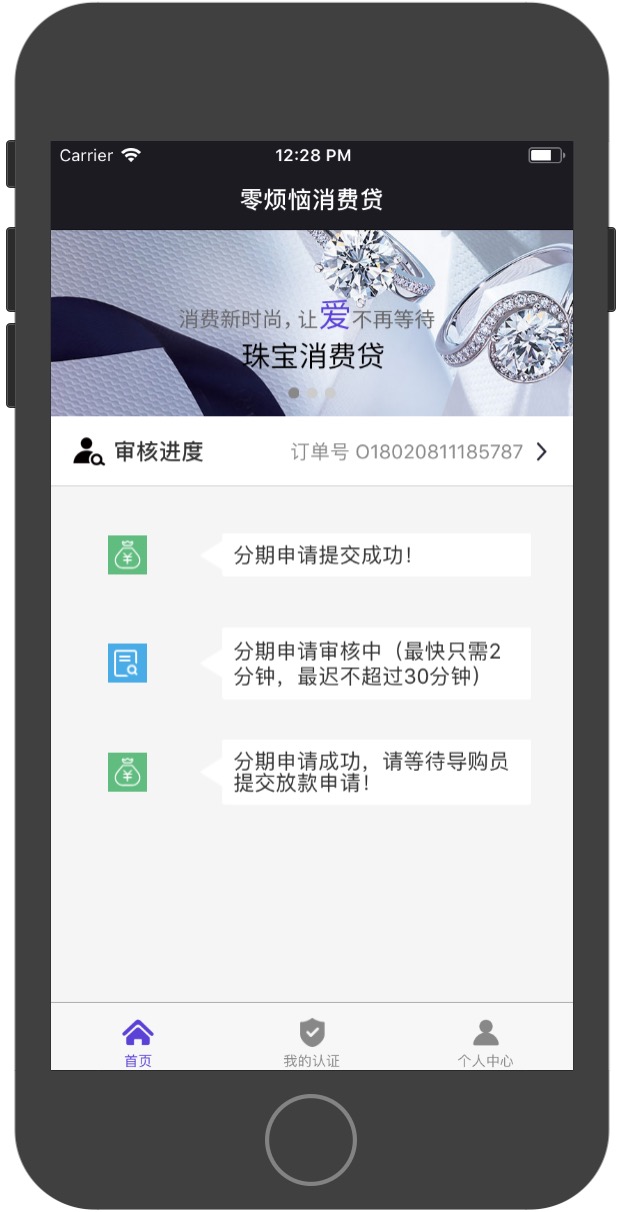 Carrier
12:28 PM
零烦恼消费贷
消费新时尚，让爱不再等待
珠宝消费贷
审核进度
订单号 O18020811185787
分期申请提交成功！
分期申请审核中（最快只需2
分钟，最迟不超过30分钟）
分期申请成功，请等待导购员
提交放款申请！
首页
我的认证
个人中心